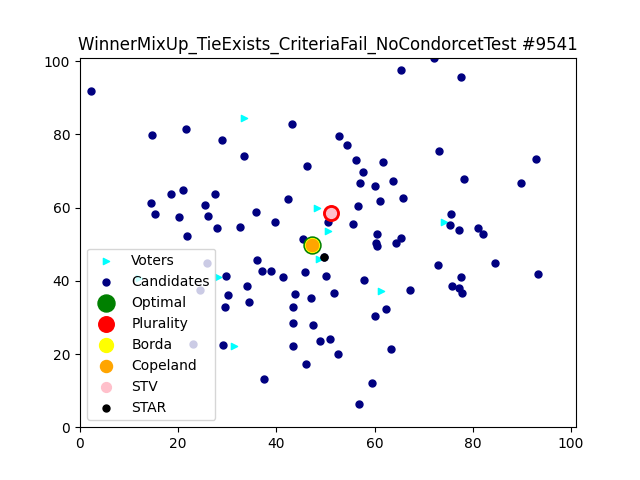 WinnerMixUp_TieExists_CriteriaFail_NoCondorcetTest #9541
100
80
60
40
20
0
Voters
Candidates
Optimal
Plurality
Borda
Copeland
STV
STAR
0 20 40 60 80 100